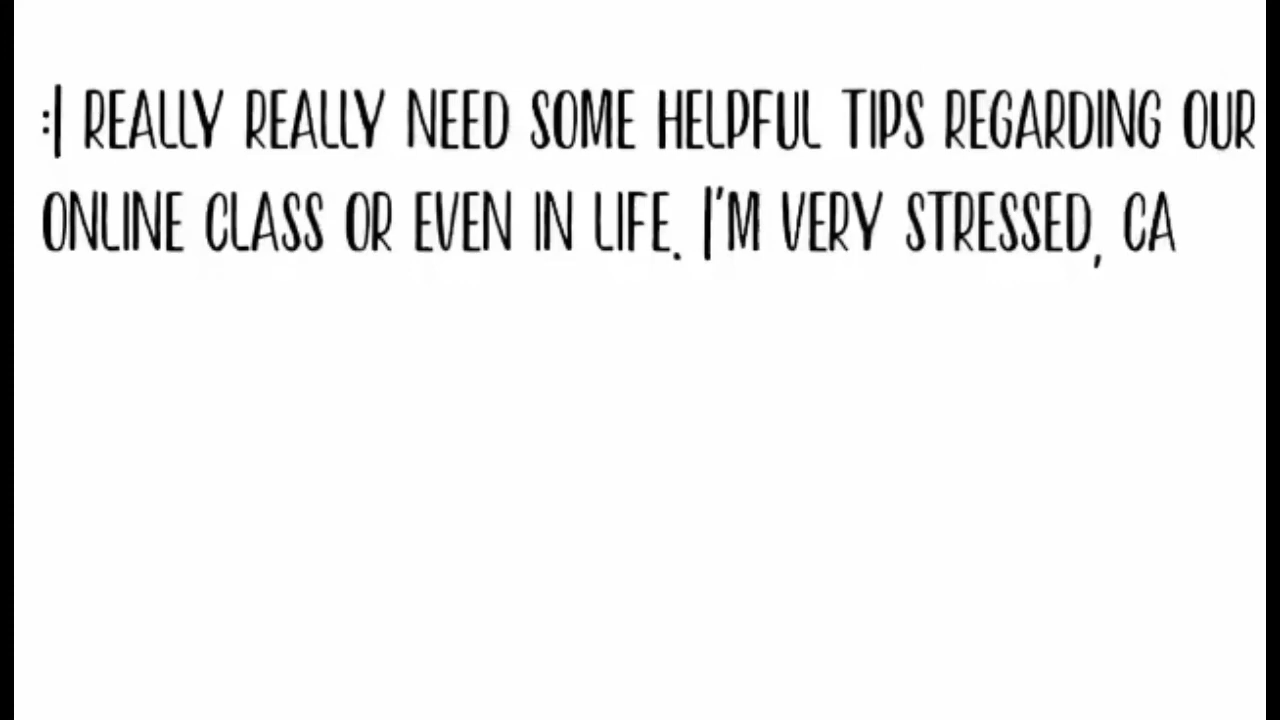 :I REALLY REALLY NEED SOME HELPFUL TIPS REGARDING OUR
ONLINE CLASS OR EVEN IN LIFE. I'M VERY STRESSED, CA